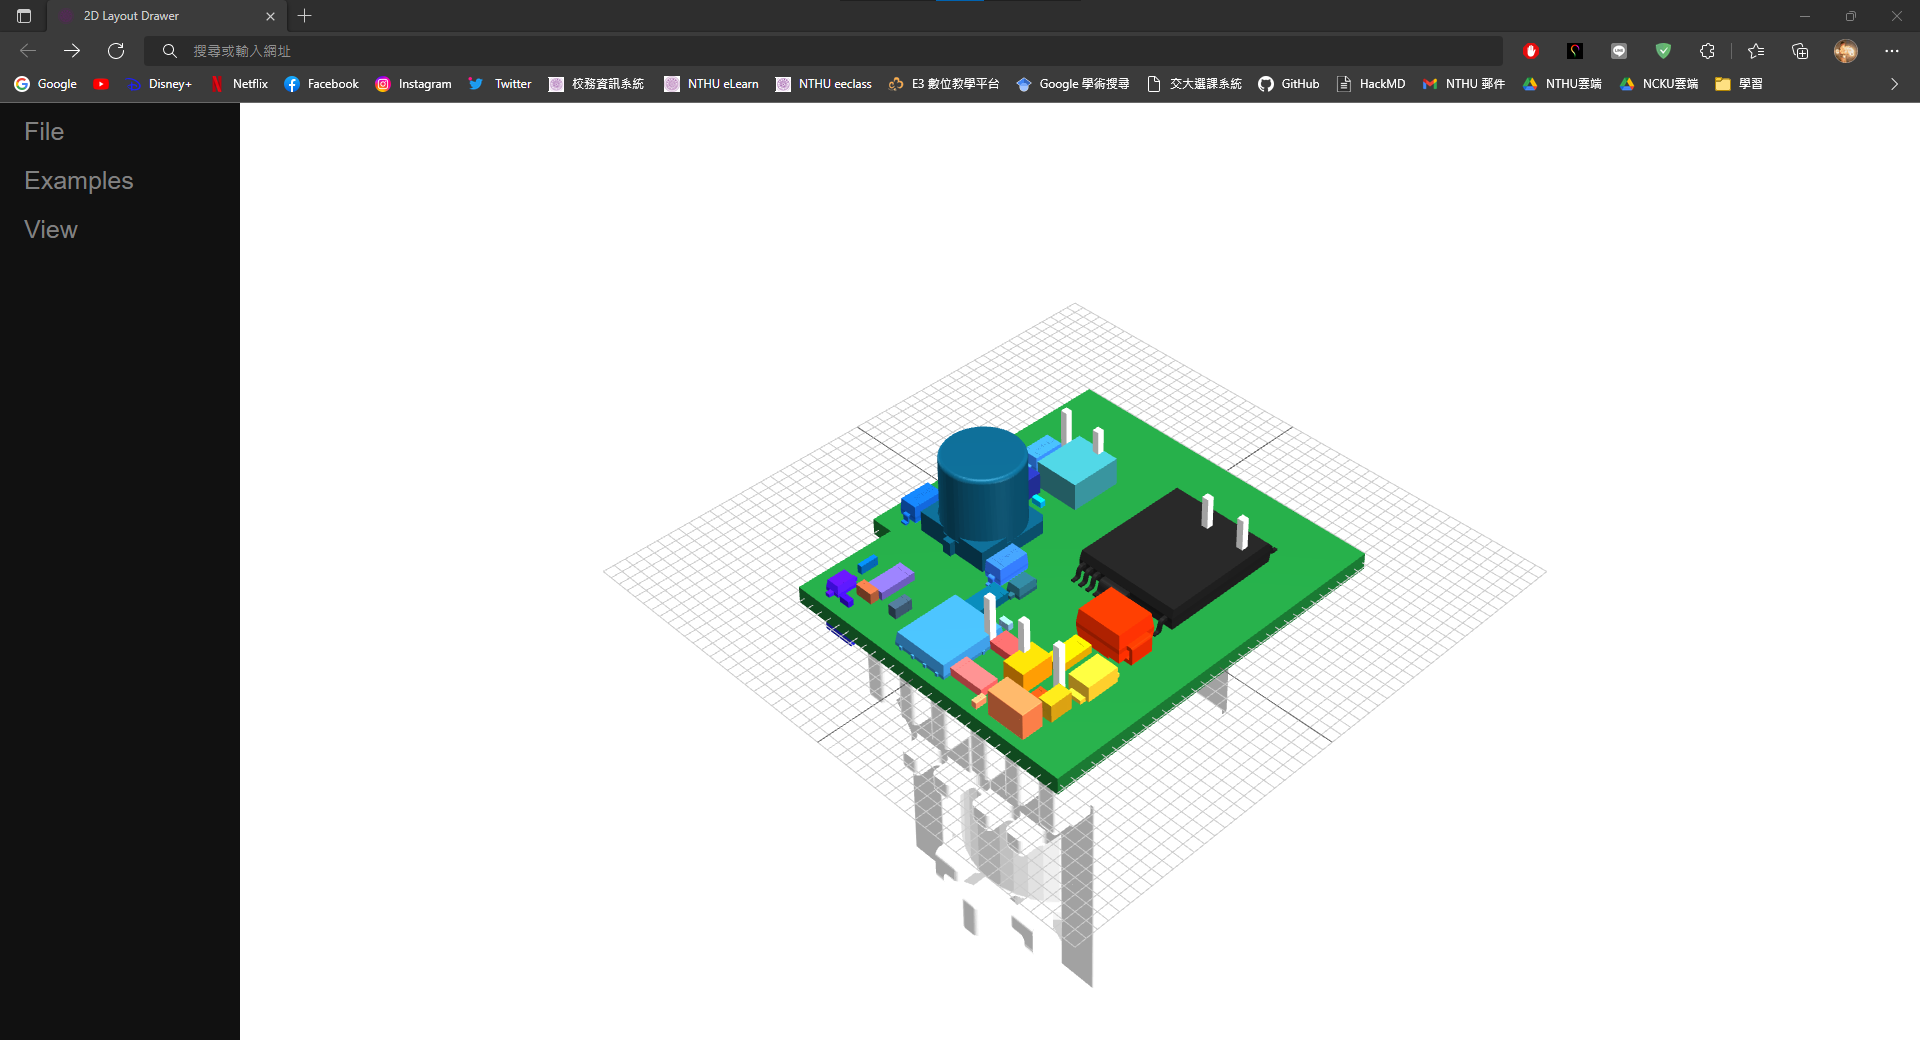 2D Layout Drawer
搜尋或輸入網址
Google Disney+ Netflix Facebook Instagram Twitter 校務資訊系統 NTHU eLearn NTHU eeclass E3 數位教學平台 Google 學術搜尋 交大選課系統 GitHub HackMD NTHU 郵件 NTHU雲端 NCKU雲端 學習
File
Examples
View